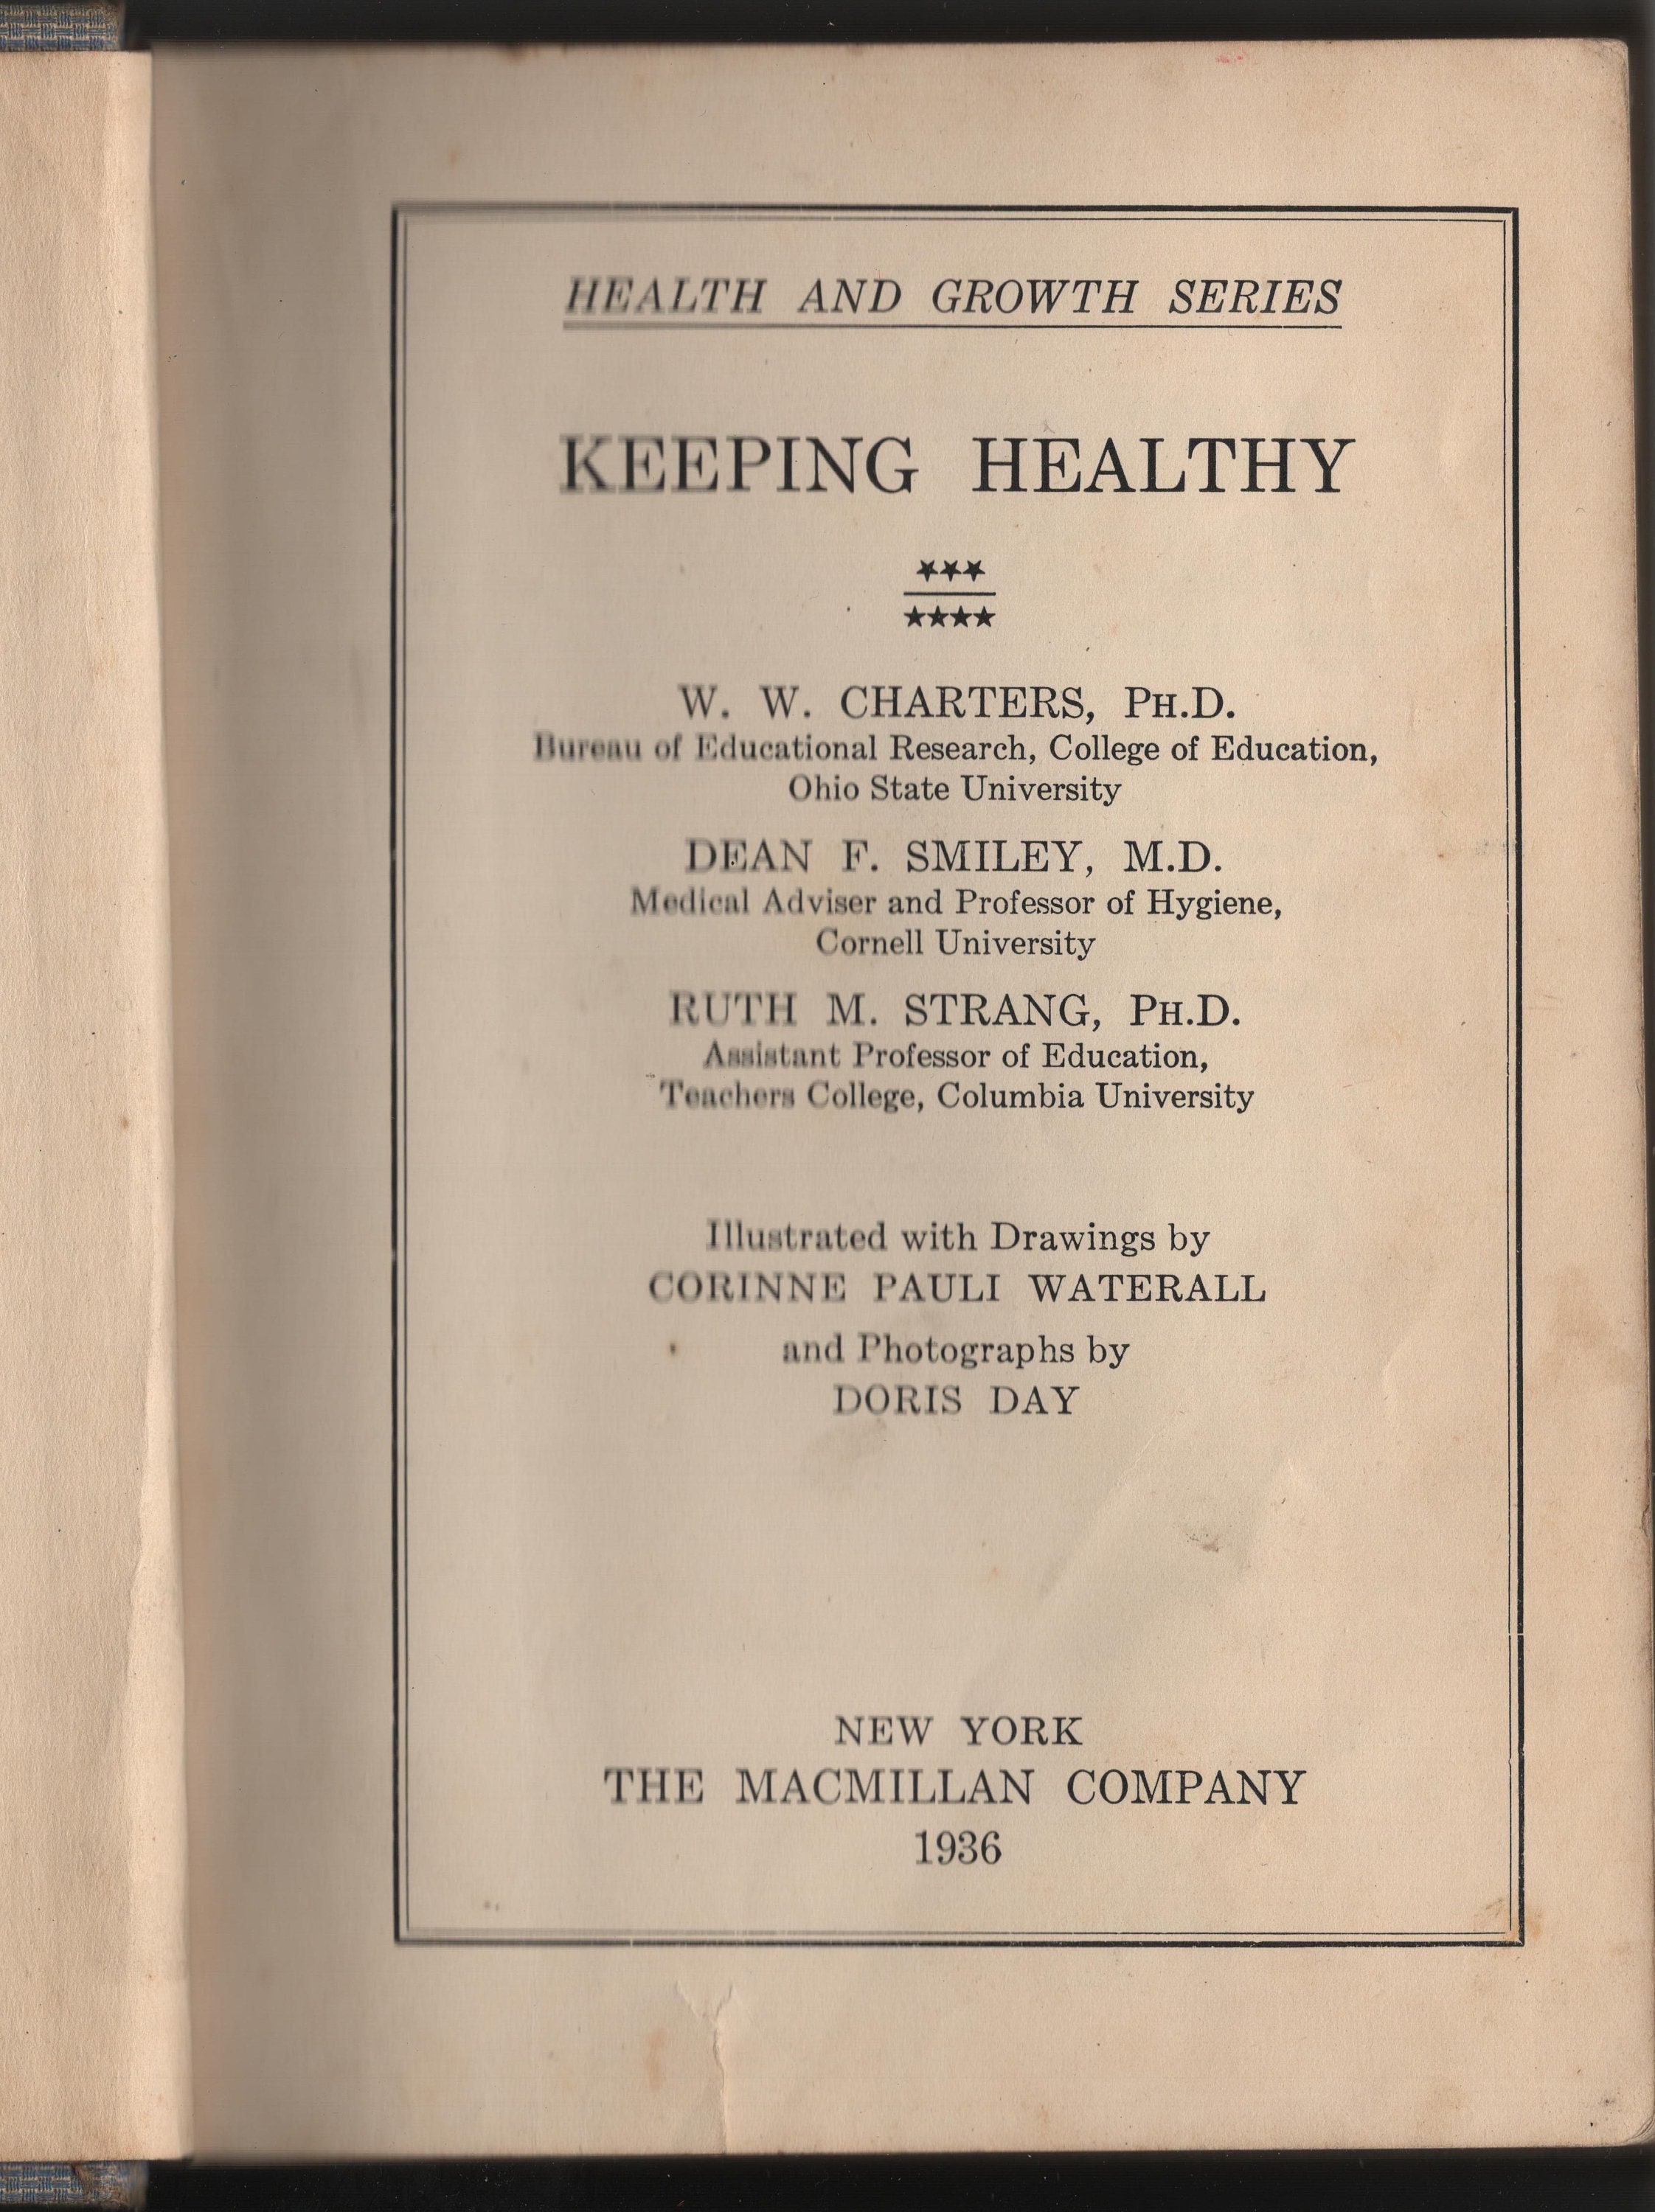 HEALTH AND GROWTH SERIES
KEEPING HEALTHY
W. W. CHARTERS, PH.D.
Bureau of Educational Research, College of Education,
Ohio State University
DEAN F. SMILEY, M.D.
Medical Adviser and Professor of Hygiene,
Cornell University
RUTH M. STRANG, PH.D.
Assistant Professor of Education,
Teachers College, Columbia University
Illustrated with Drawings by
CORINNE PAULI WATERALL
and Photographs by
DORIS DAY
NEW YORK
THE MACMILLAN COMPANY
1936